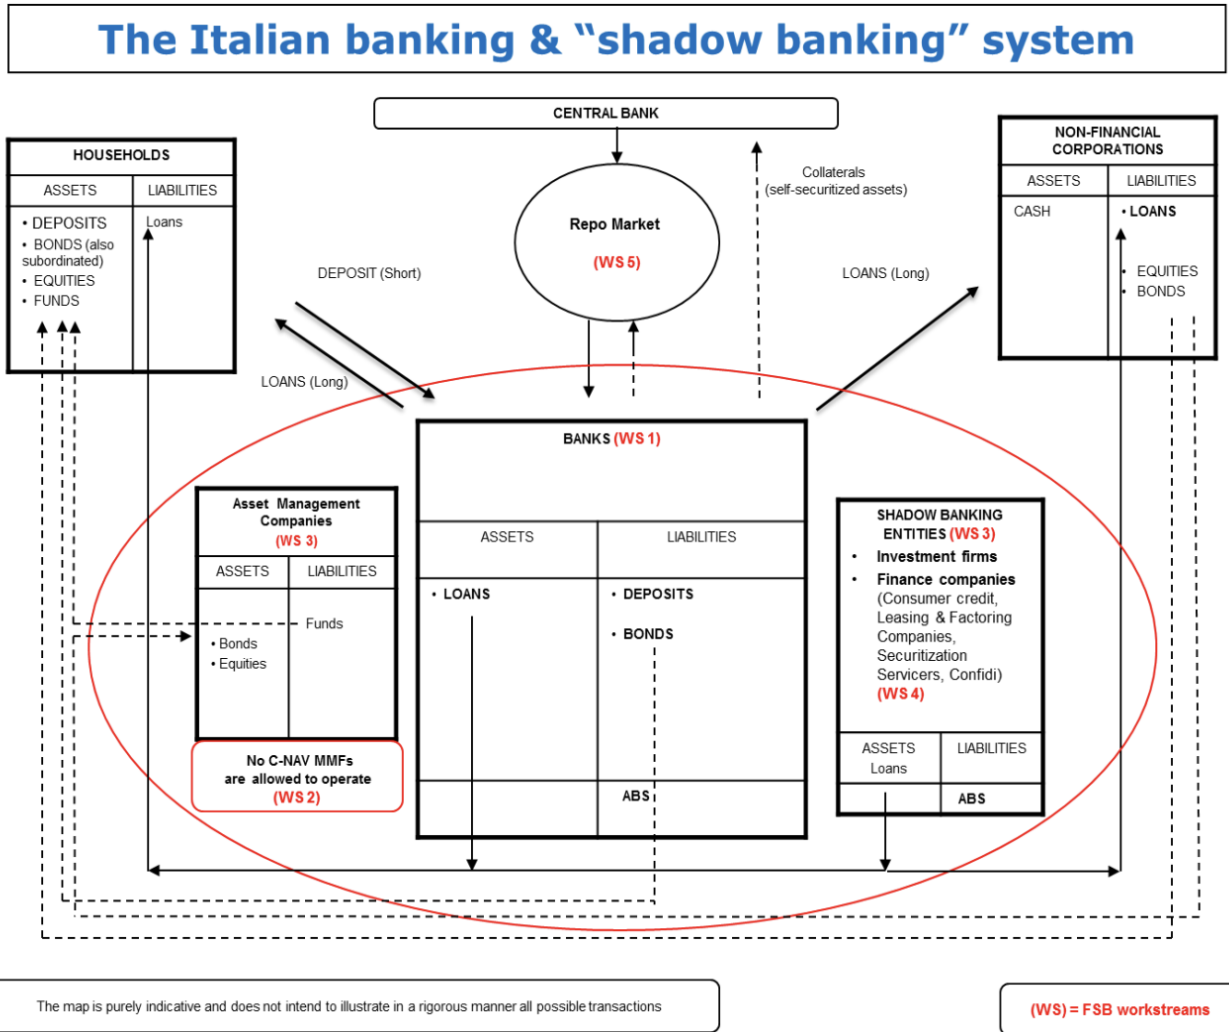 The Italian banking & “shadow banking” system
CENTRAL BANK
HOUSEHOLDS
ASSETS
LIABILITIES
• DEPOSITS
• BONDS (also
subordinated)
• EQUITIES
• FUNDS
Loans
NON-FINANCIAL
CORPORATIONS
ASSETS
LIABILITIES
CASH
• LOANS
• EQUITIES
• BONDS
Collaterals
(self-securitized assets)
Repo Market
(WS 5)
DEPOSIT (Short)
LOANS (Long)
LOANS (Long)
BANKS (WS 1)
ASSETS
LIABILITIES
• LOANS
• DEPOSITS
• BONDS
ABS
Asset Management
Companies
(WS 3)
ASSETS
LIABILITIES
Funds
• Bonds
• Equities
No C-NAV MMFs
are allowed to operate
(WS 2)
SHADOW BANKING
ENTITIES (WS 3)
• Investment firms
• Finance companies
(Consumer credit,
Leasing & Factoring
Companies,
Securitization
Servicers, Confidi)
(WS 4)
ASSETS
Loans
LIABILITIES
ABS
The map is purely indicative and does not intend to illustrate in a rigorous manner all possible transactions
(WS) = FSB workstreams